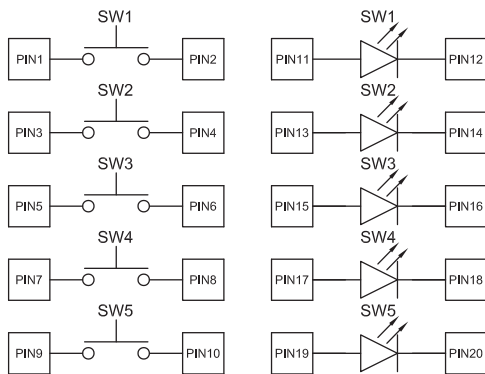 SW1 SW1
PIN1 PIN2 PIN11 PIN12
SW2 SW2
PIN3 PIN4 PIN13 PIN14
SW3 SW3
PIN5 PIN6 PIN15 PIN16
SW4 SW4
PIN7 PIN8 PIN17 PIN18
SW5 SW5
PIN9 PIN10 PIN19 PIN20